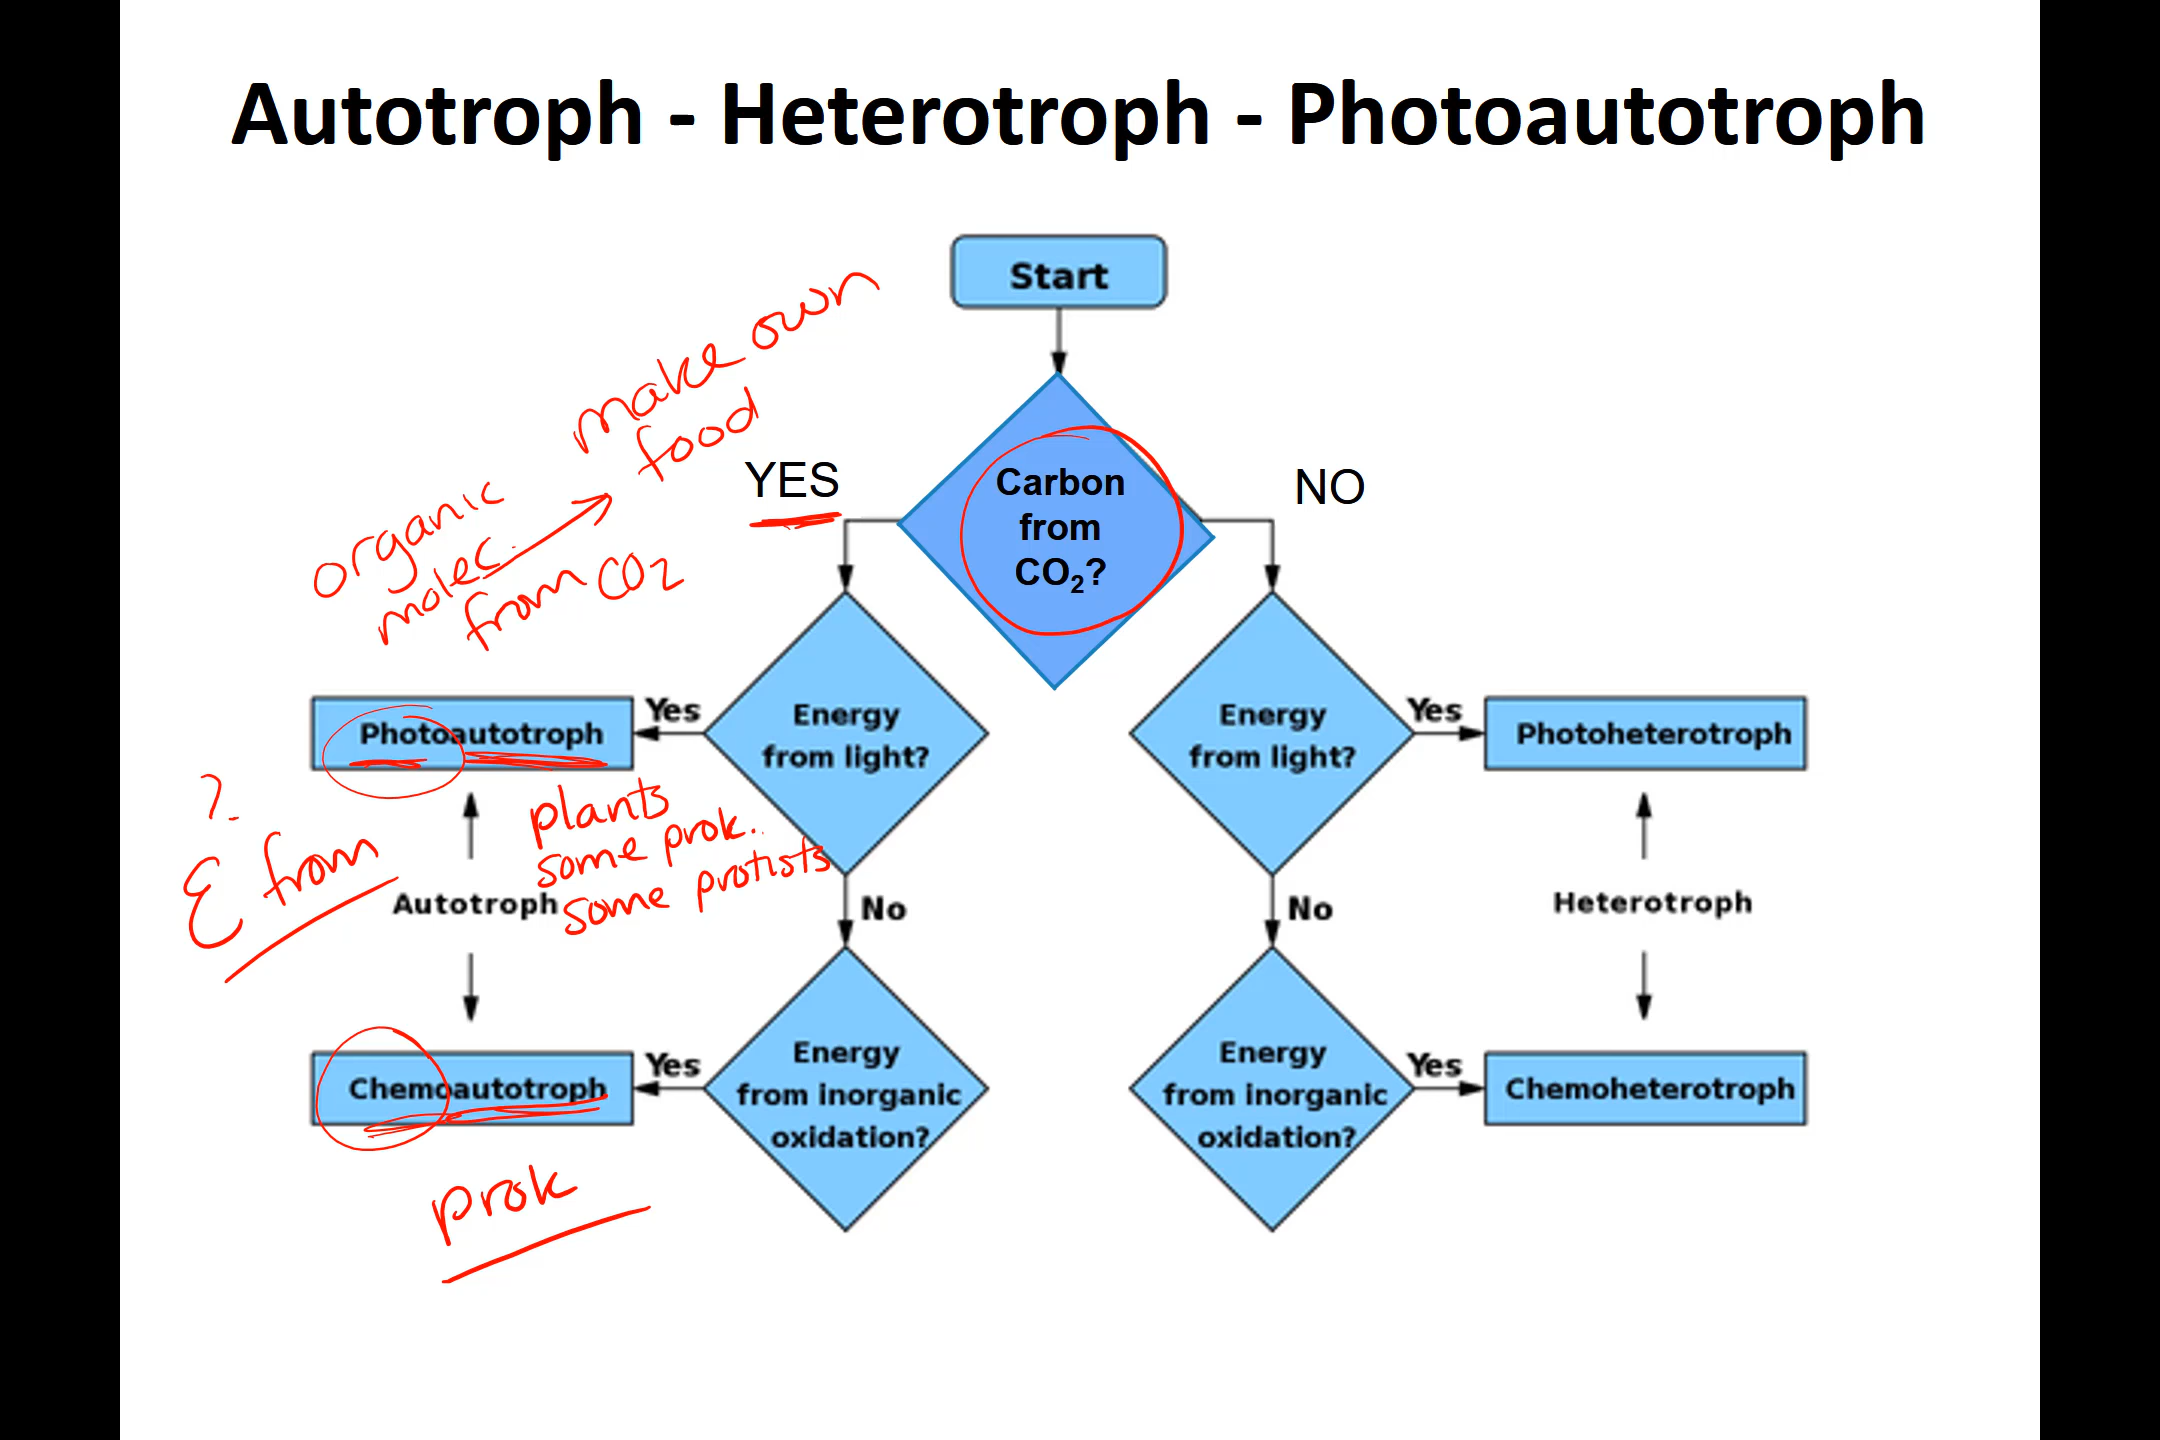 Autotroph - Heterotroph - Photoautotroph
Start
make own
food
organic
molec.
from CO2
YES
Carbon
from
CO₂?
NO
Photoautotroph
Yes
Energy
from light?
Energy
from light?
Yes
Photoheterotroph
?
E from
plants
some prok.
some protists
Autotroph
No
No
Heterotroph
Chemoautotroph
Yes
Energy
from inorganic
oxidation?
Energy
from inorganic
oxidation?
Yes
Chemoheterotroph
prok